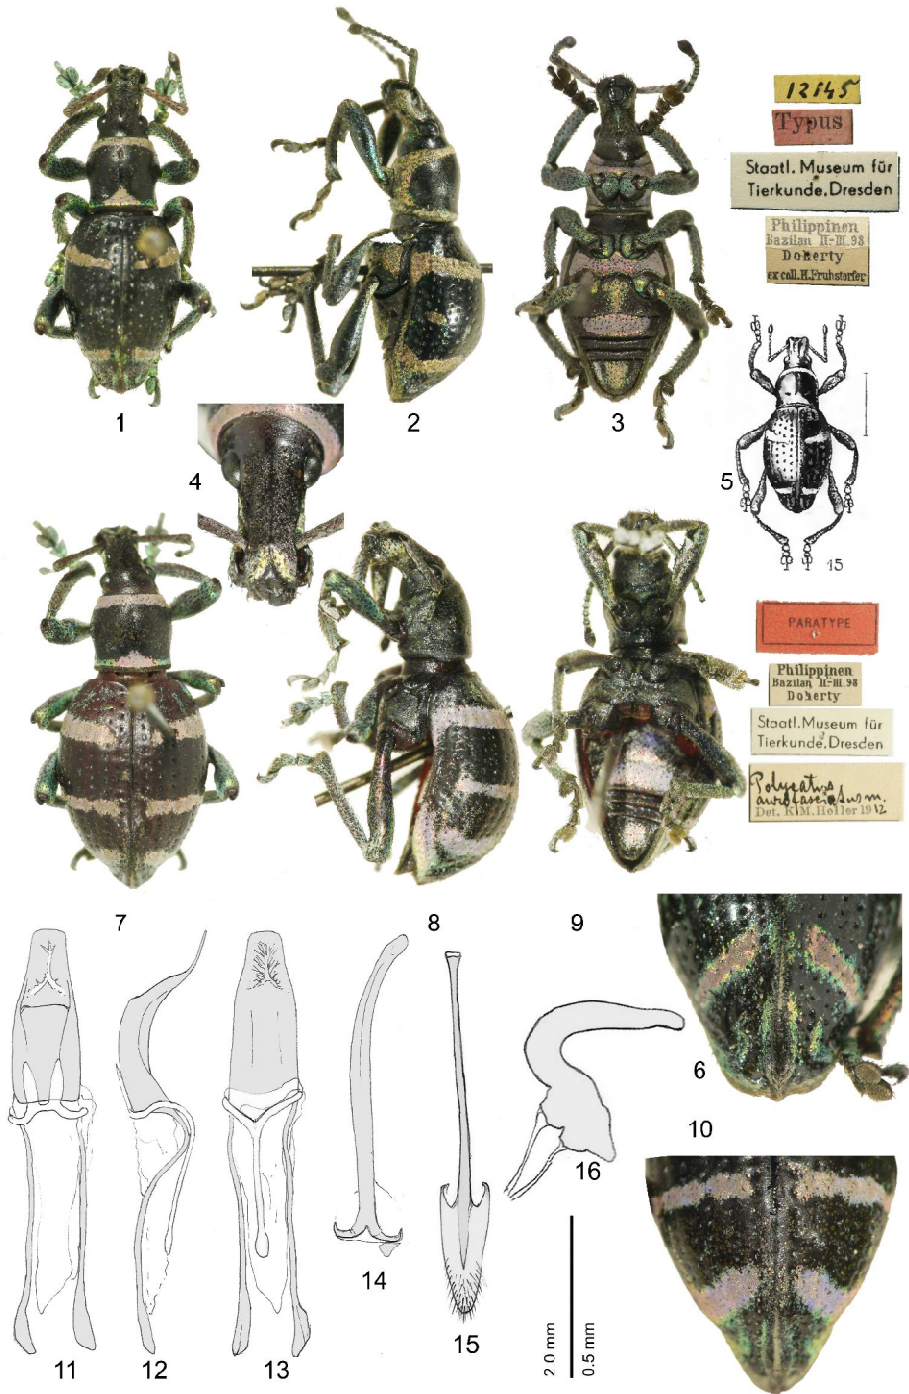 12145
Typus
Staatl. Museum für
Tierkunde, Dresden
Philippinen
Bazilan II-III.98
Doherty
ex coll. H. Fruhstorfer
1
2
3
4
5
15
PARATYPE
Philippinen
Bazilan II-III.98
Doherty
Staatl. Museum für
Tierkunde, Dresden
Det. K. M. Heller 1912
7
8
9
6
10
11
12
13
14
15
16
2.0 mm
0.5 mm